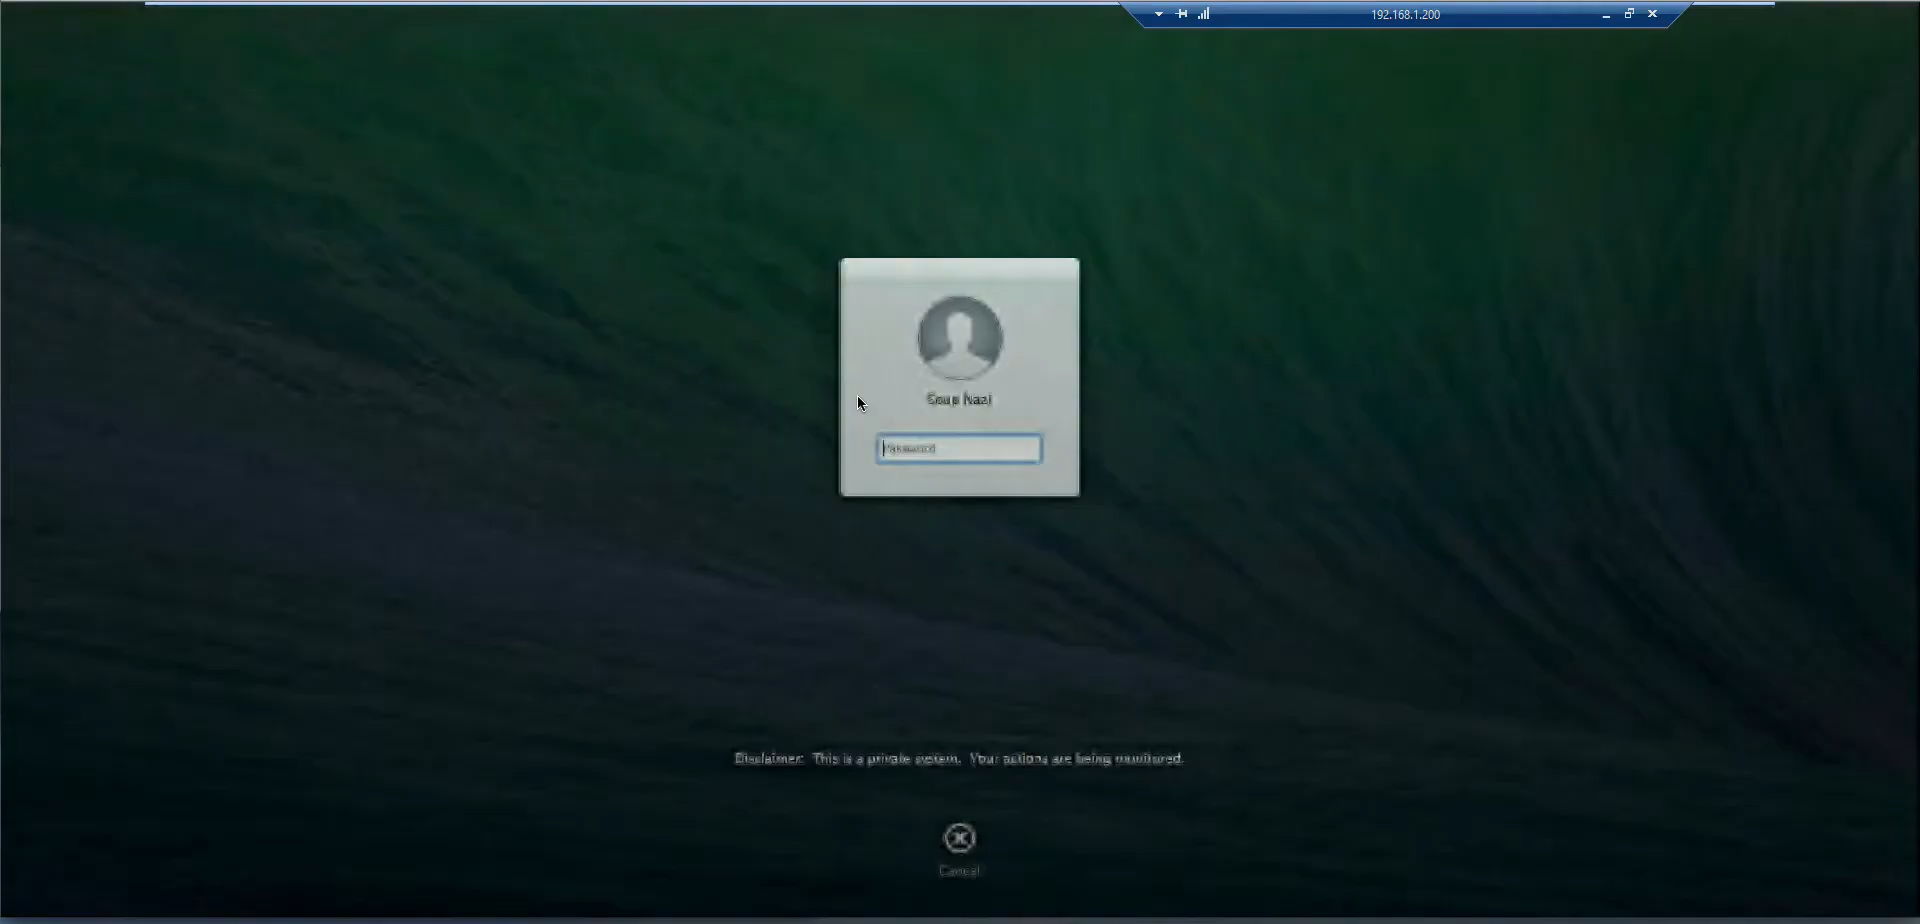 192.168.1.200
Soup Nazi
Password
Disclaimer: This is a private system. Your actions are being monitored.
Cancel